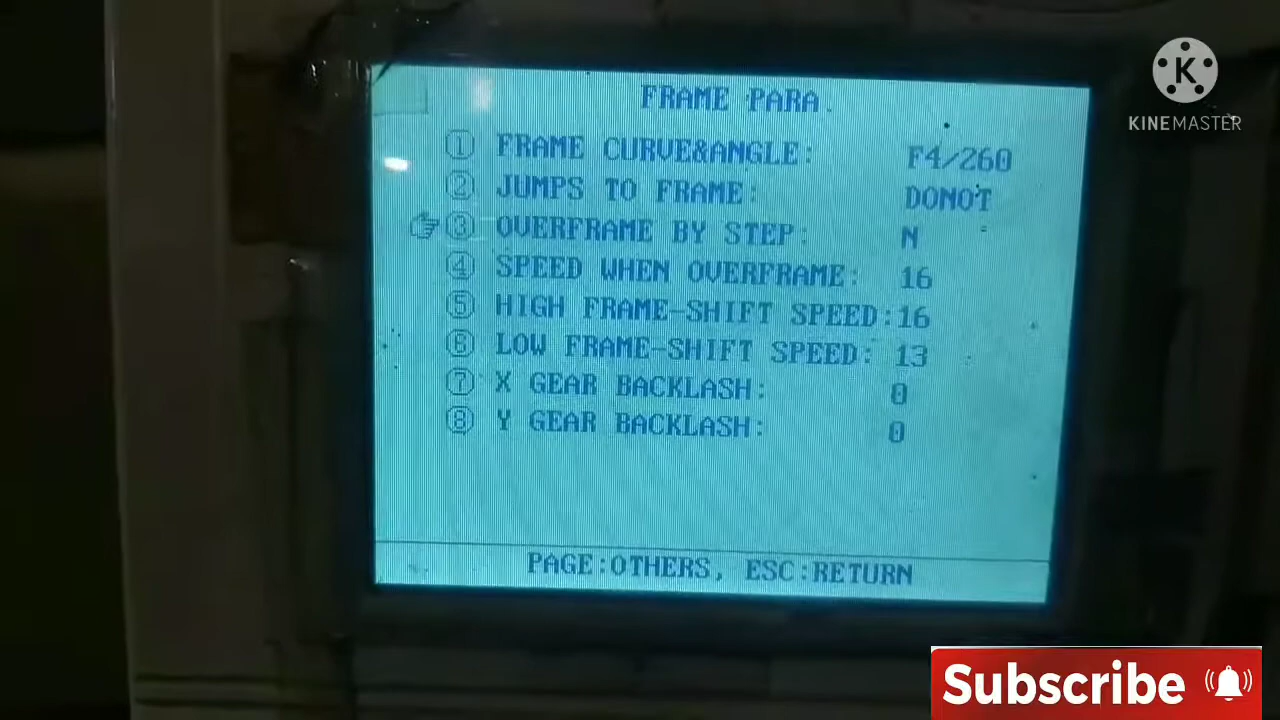 FRAME PARA.
① FRAME CURVE&ANGLE: F4/260
② JUMPS TO FRAME: DONOT
③ OVERFRAME BY STEP: N
④ SPEED WHEN OVERFRAME: 16
⑤ HIGH FRAME-SHIFT SPEED:16
⑥ LOW FRAME-SHIFT SPEED: 13
⑦ X GEAR BACKLASH: 0
⑧ Y GEAR BACKLASH: 0
PAGE:OTHERS, ESC:RETURN
K
KINEMASTER
Subscribe